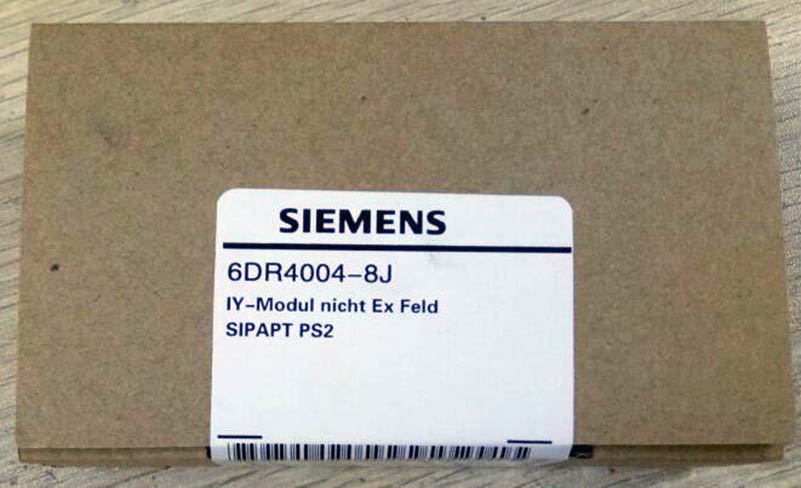 SIEMENS
6DR4004-8J
IY-Modul nicht Ex Feld
SIPAPT PS2